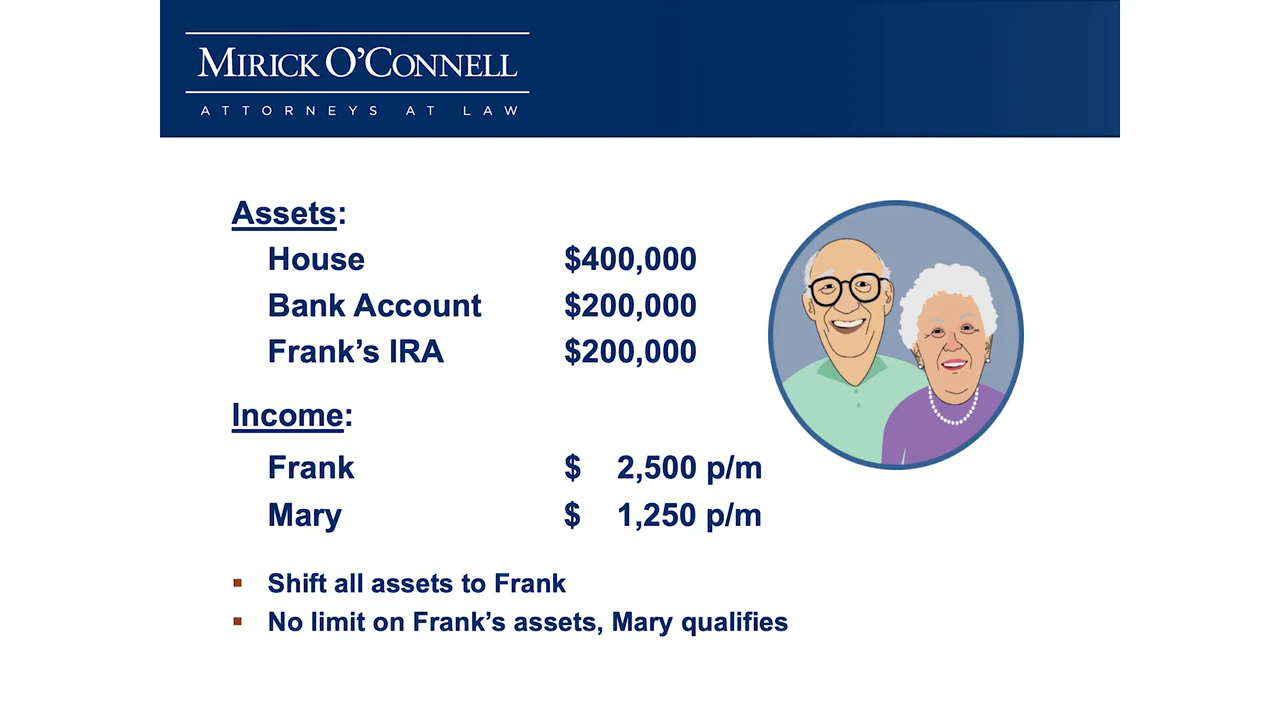 MIRICK O'CONNELL
ATTORNEYS AT LAW
Assets:
House $400,000
Bank Account $200,000
Frank's IRA $200,000
Income:
Frank $ 2,500 p/m
Mary $ 1,250 p/m
▪ Shift all assets to Frank
▪ No limit on Frank's assets, Mary qualifies